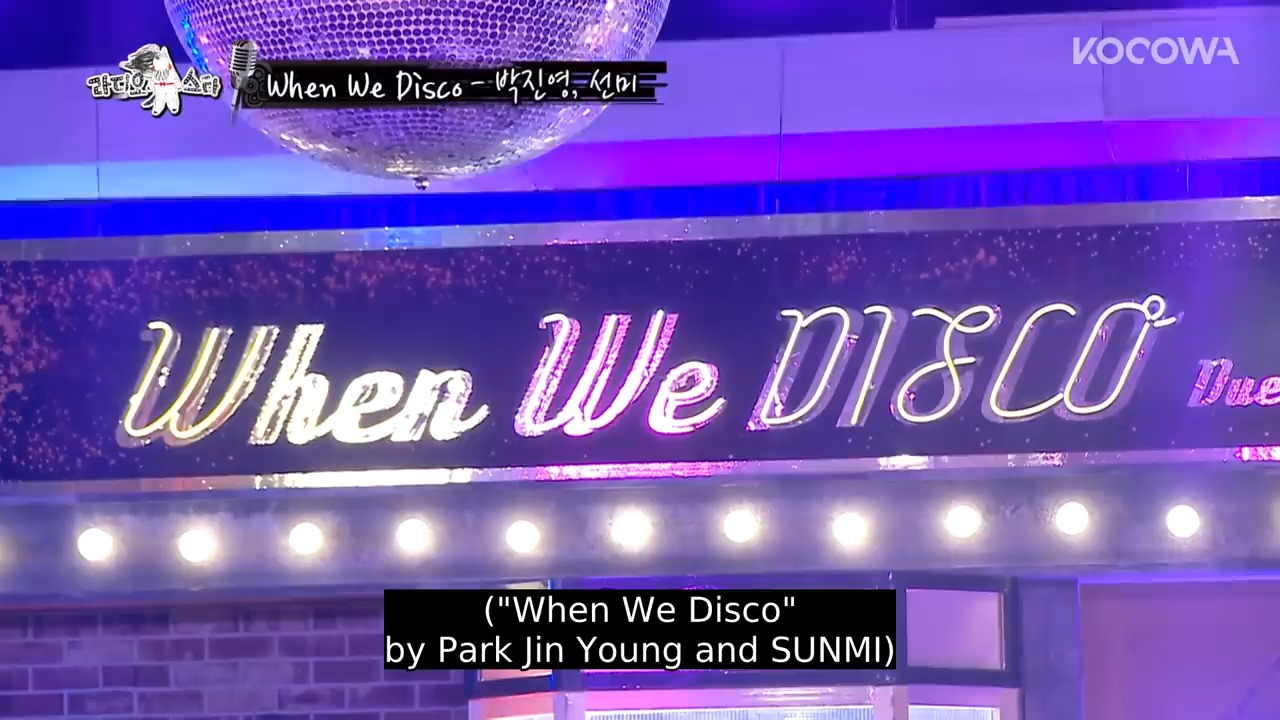 라디오스타
When We Disco - 박진영, 선미
KOCOWA
When We DISCO
Due
("When We Disco"
by Park Jin Young and SUNMI)